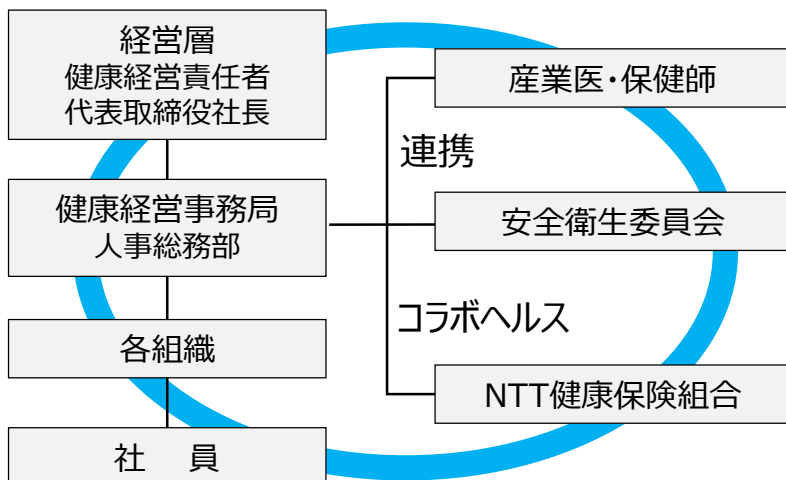 経営層
健康経営責任者
代表取締役社長
健康経営事務局
人事総務部
各組織
社　員
連携
コラボヘルス
産業医・保健師
安全衛生委員会
NTT健康保険組合